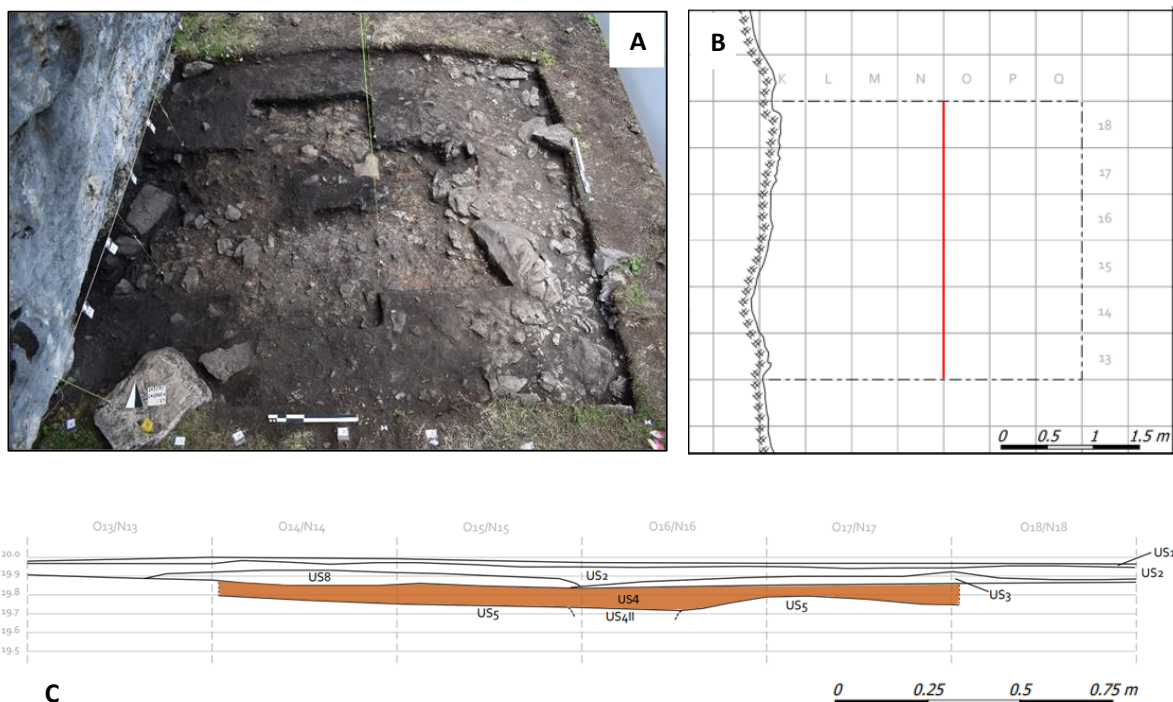 A
B
K L M N O P Q
18
17
16
15
14
13
0 0.5 1 1.5 m
O13/N13 O14/N14 O15/N15 O16/N16 O17/N17 O18/N18
20.0
19.9
19.8
19.7
19.6
19.5
US1
US2
US8
US2
US3
US4
US5
US4II
US5
C
0 0.25 0.5 0.75 m